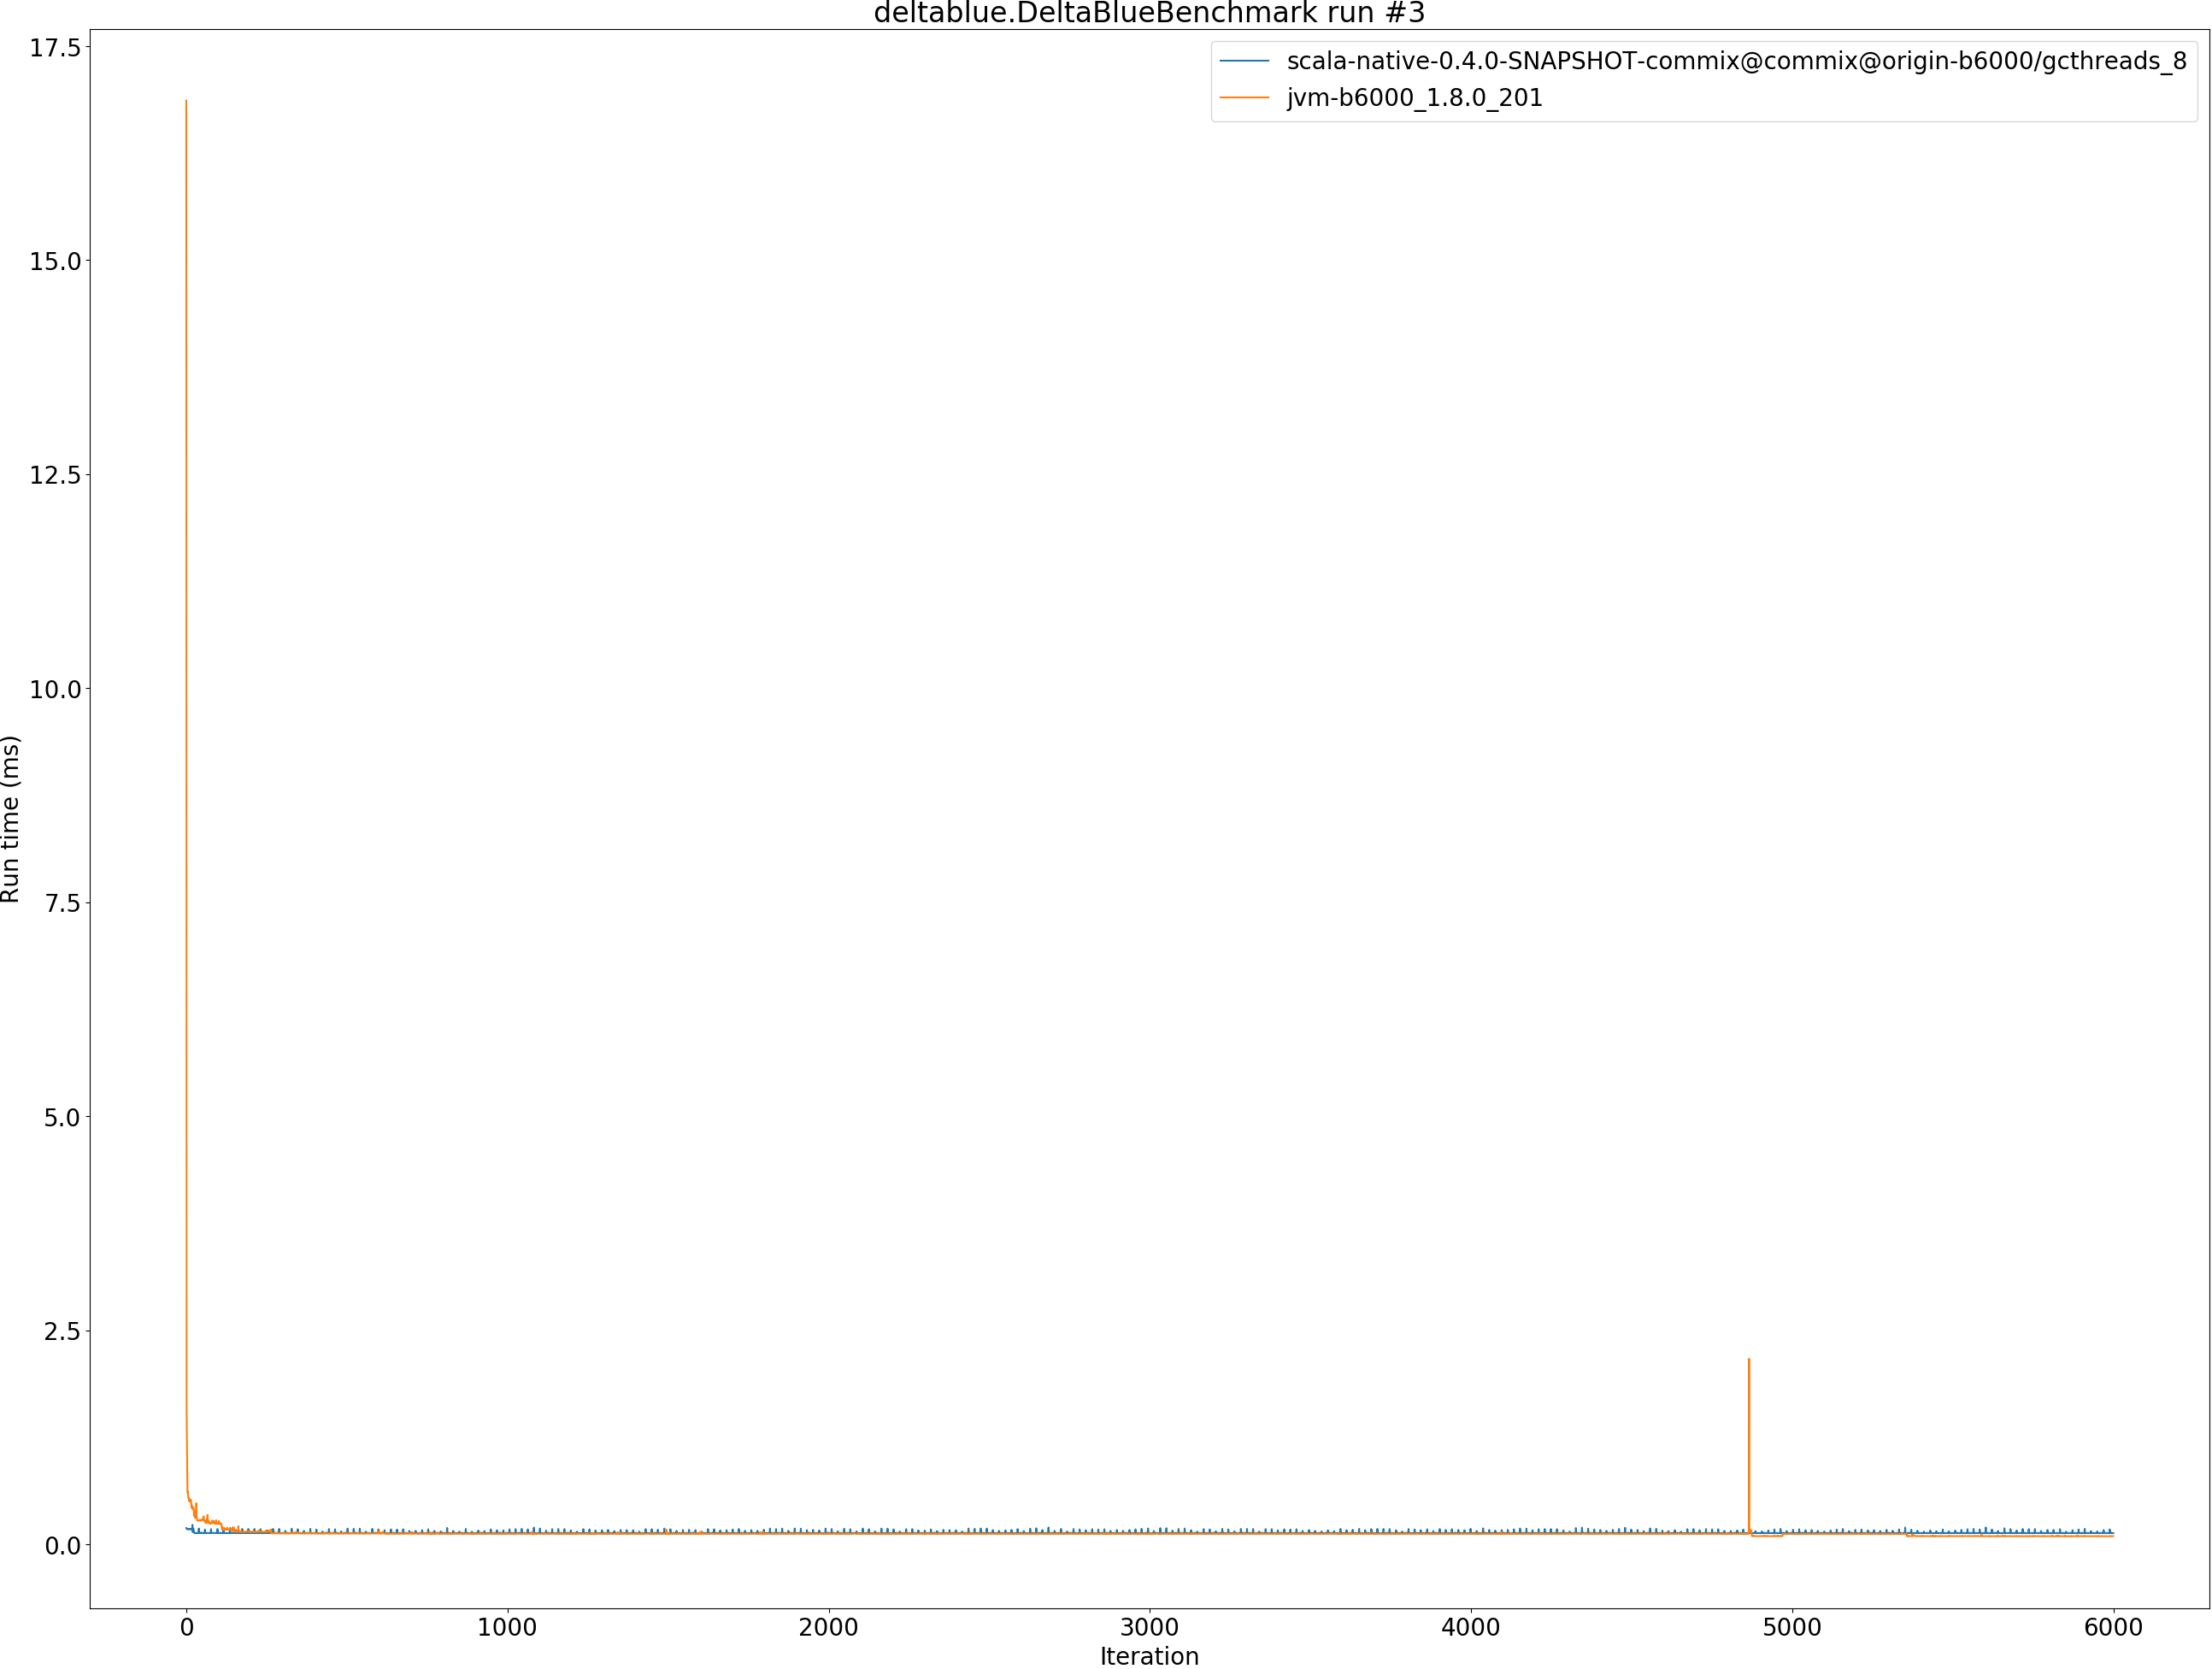 deltablue.DeltaBlueBenchmark run #3
scala-native-0.4.0-SNAPSHOT-commix@commix@origin-b6000/gcthreads_8
jvm-b6000_1.8.0_201
Run time (ms)
17.5
15.0
12.5
10.0
7.5
5.0
2.5
0.0
0 1000 2000 3000 4000 5000 6000
Iteration